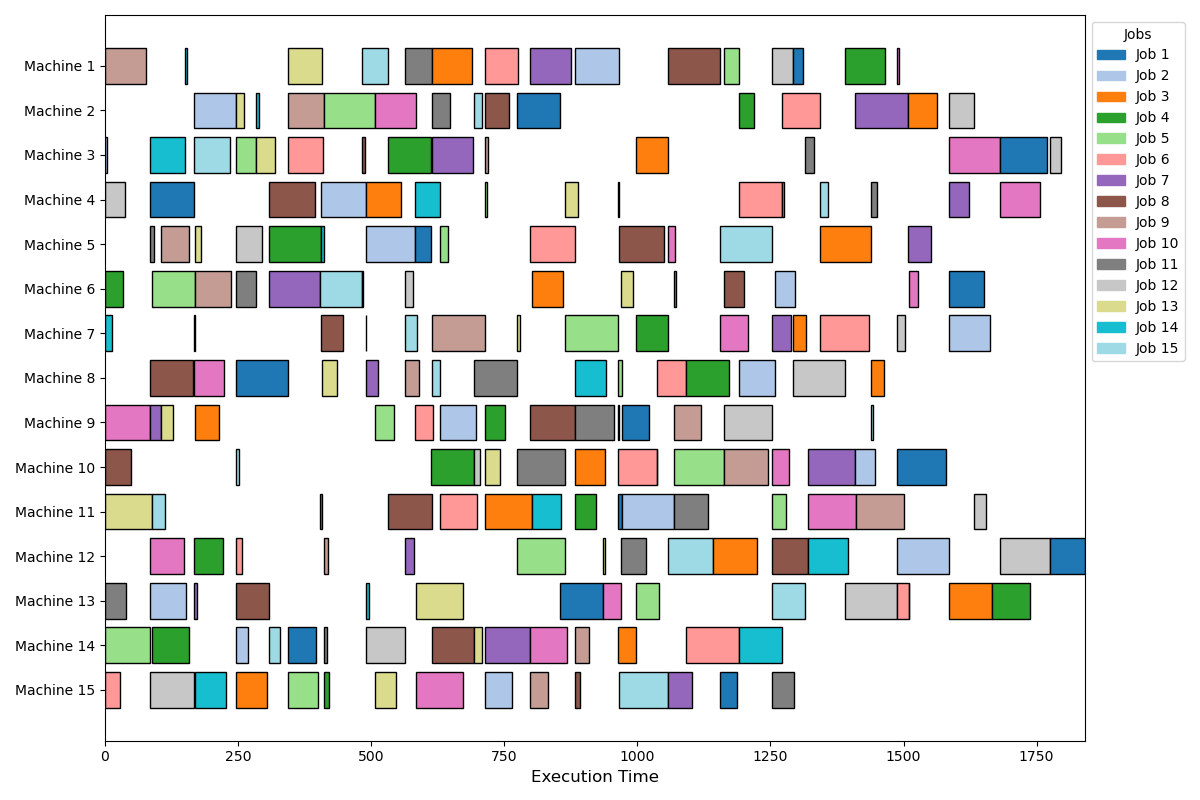 Machine 1
Machine 2
Machine 3
Machine 4
Machine 5
Machine 6
Machine 7
Machine 8
Machine 9
Machine 10
Machine 11
Machine 12
Machine 13
Machine 14
Machine 15
0 250 500 750 1000 1250 1500 1750
Execution Time
Jobs
Job 1
Job 2
Job 3
Job 4
Job 5
Job 6
Job 7
Job 8
Job 9
Job 10
Job 11
Job 12
Job 13
Job 14
Job 15